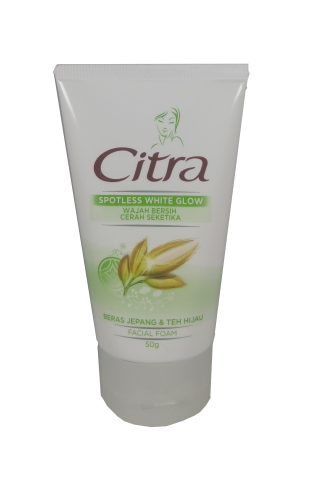 Citra
SPOTLESS WHITE GLOW
WAJAH BERSIH
CERAH SEKETIKA
BERAS JEPANG & TEH HIJAU
FACIAL FOAM
50g